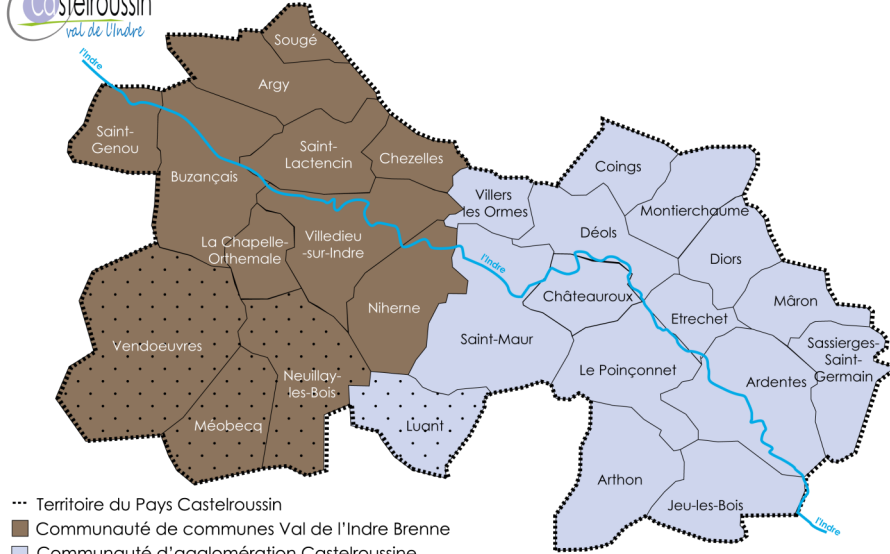 Castelroussin
val de l'Indre
l'Indre
Sougé
Argy
Saint-
Genou
Saint-
Lactencin
Chezelles
Buzançais
Coings
Villers
les Ormes
Montierchaume
Déols
La Chapelle-
Orthemale
Villedieu
-sur-Indre
l'Indre
Diors
Châteauroux
Mâron
Niherne
Etrechet
Saint-Maur
Sassierges-
Saint-
Germain
Vendoeuvres
Le Poinçonnet
Neuillay-
les-Bois
Ardentes
Méobecq
Luant
Arthon
Jeu-les-Bois
l'Indre
Territoire du Pays Castelroussin
Communauté de communes Val de l'Indre Brenne
Communauté d'agglomération Castelroussine